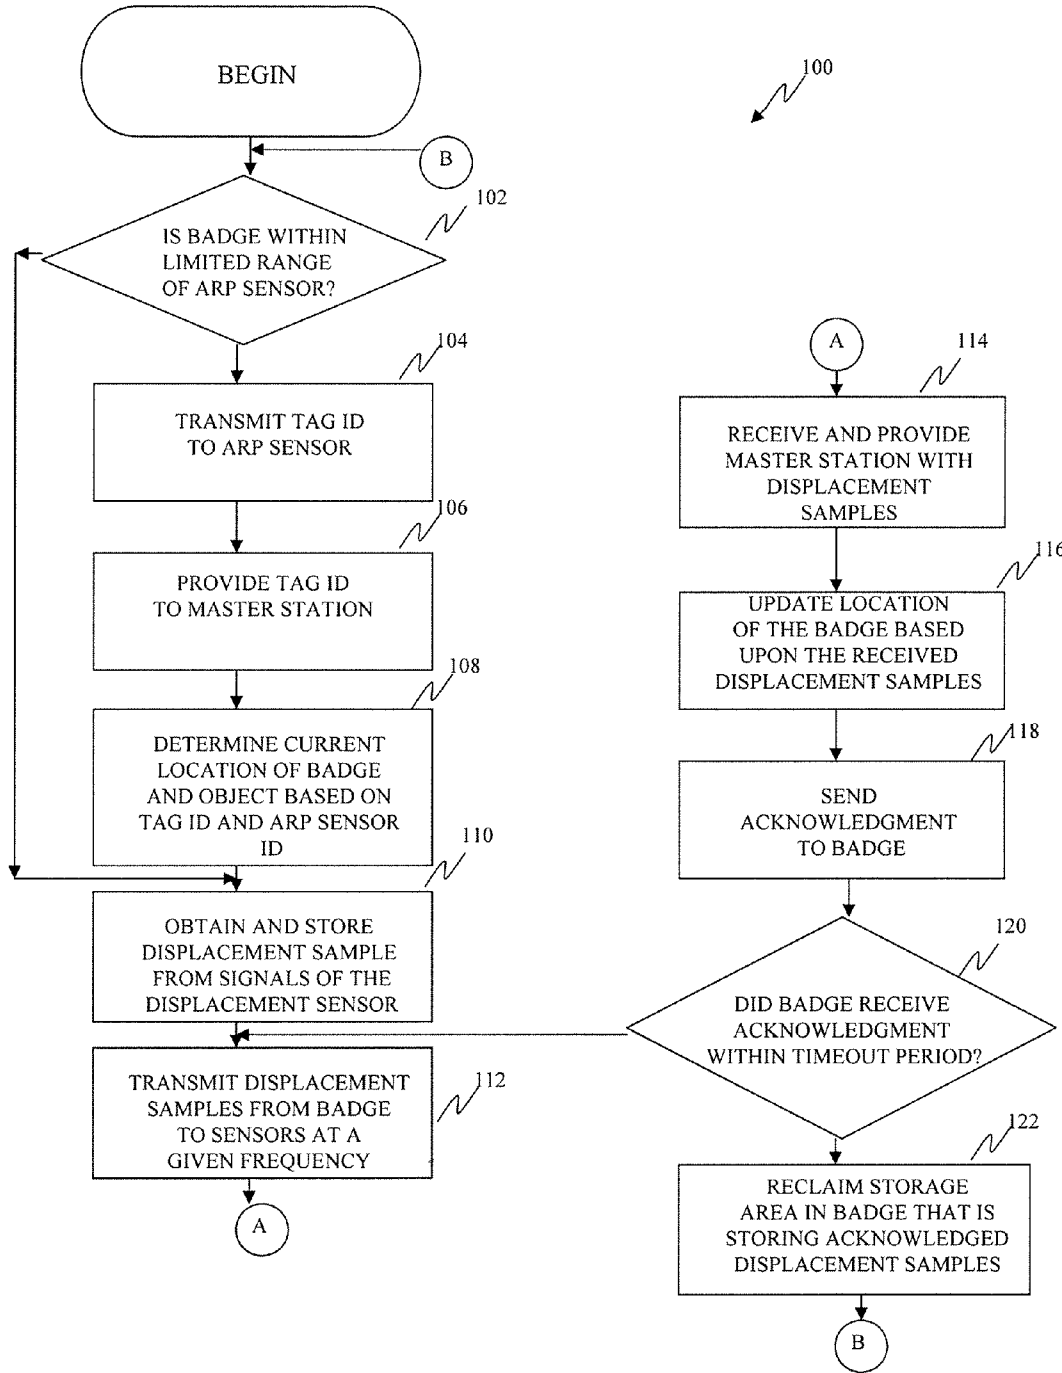 BEGIN
100
B
102
IS BADGE WITHIN
LIMITED RANGE
OF ARP SENSOR?
104
TRANSMIT TAG ID
TO ARP SENSOR
106
PROVIDE TAG ID
TO MASTER STATION
108
DETERMINE CURRENT
LOCATION OF BADGE
AND OBJECT BASED ON
TAG ID AND ARP SENSOR
ID
110
OBTAIN AND STORE
DISPLACEMENT SAMPLE
FROM SIGNALS OF THE
DISPLACEMENT SENSOR
112
TRANSMIT DISPLACEMENT
SAMPLES FROM BADGE
TO SENSORS AT A
GIVEN FREQUENCY
A
A
114
RECEIVE AND PROVIDE
MASTER STATION WITH
DISPLACEMENT
SAMPLES
116
UPDATE LOCATION
OF THE BADGE BASED
UPON THE RECEIVED
DISPLACEMENT SAMPLES
118
SEND
ACKNOWLEDGMENT
TO BADGE
120
DID BADGE RECEIVE
ACKNOWLEDGMENT
WITHIN TIMEOUT PERIOD?
122
RECLAIM STORAGE
AREA IN BADGE THAT IS
STORING ACKNOWLEDGED
DISPLACEMENT SAMPLES
B